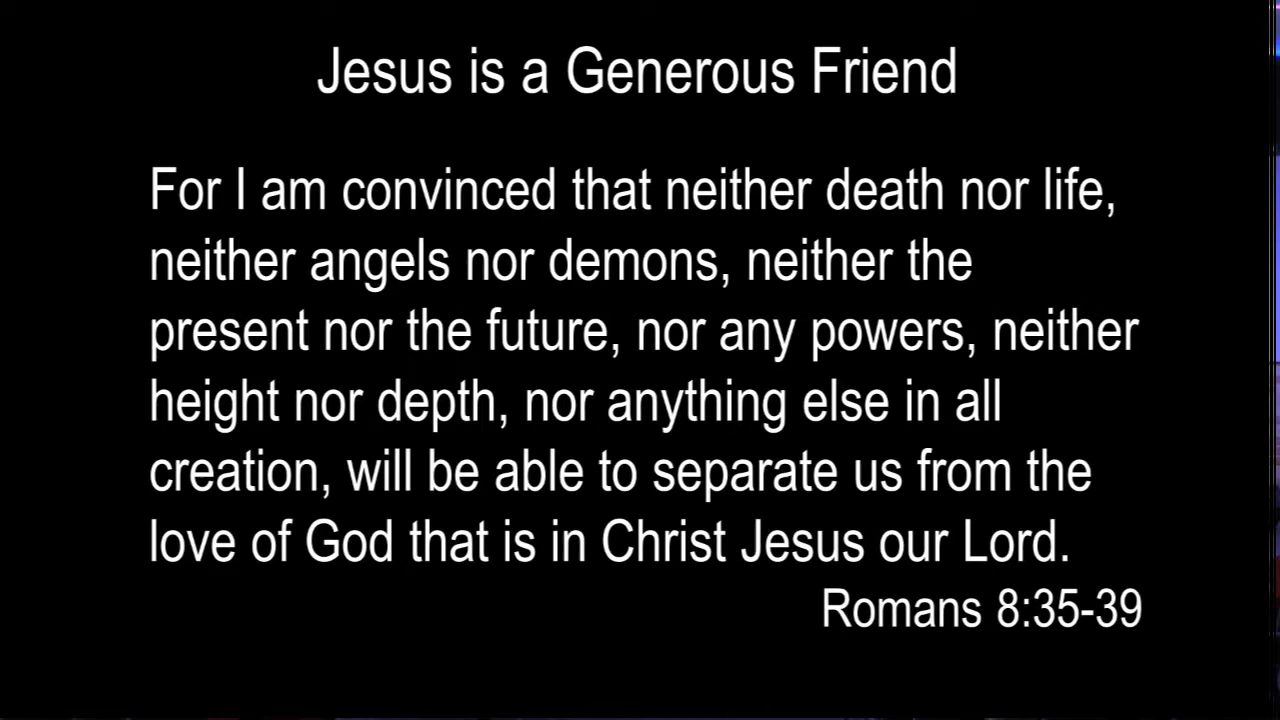 Jesus is a Generous Friend
For I am convinced that neither death nor life,
neither angels nor demons, neither the
present nor the future, nor any powers, neither
height nor depth, nor anything else in all
creation, will be able to separate us from the
love of God that is in Christ Jesus our Lord.
Romans 8:35-39